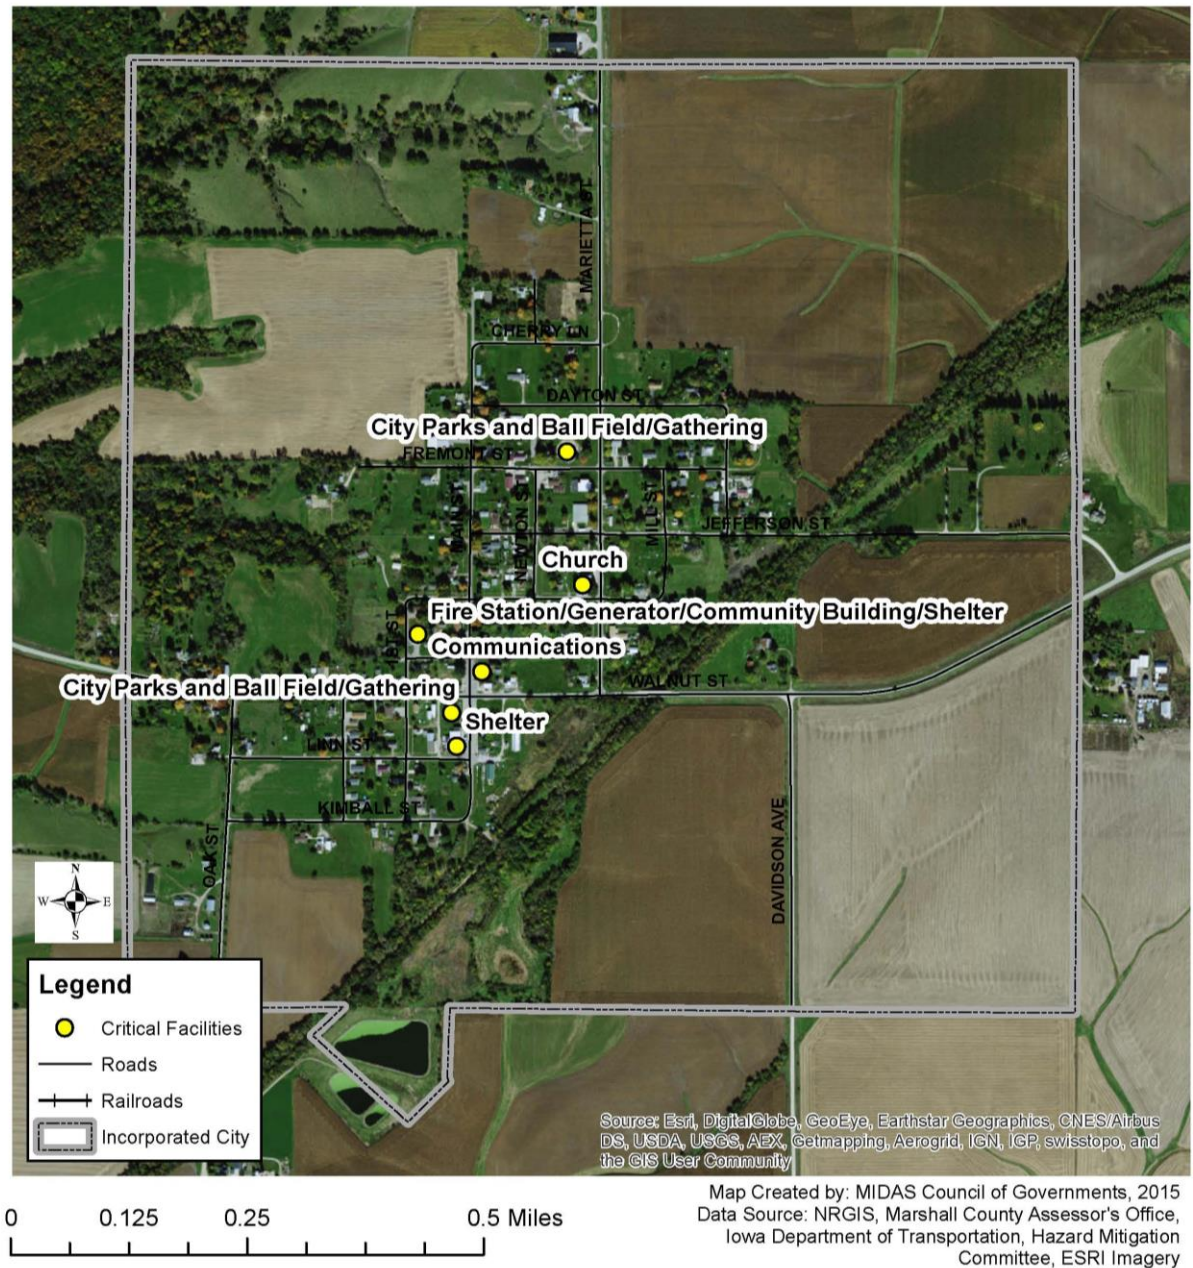 MARIETTA ST
CHERRY LN
DAYTON ST
City Parks and Ball Field/Gathering
FREMONT ST
MAIN ST
NEWTON ST
MILL ST
JEFFERSON ST
Church
Fire Station/Generator/Community Building/Shelter
ST
Communications
City Parks and Ball Field/Gathering
WALNUT ST
Shelter
LINN ST
KIMBALL ST
OAK ST
DAVIDSON AVE
N
W E
S
Legend
Critical Facilities
Roads
Railroads
Incorporated City
Source: Esri, DigitalGlobe, GeoEye, Earthstar Geographics, CNES/Airbus
DS, USDA, USGS, AEX, Getmapping, Aerogrid, IGN, IGP, swisstopo, and
the GIS User Community
0 0.125 0.25 0.5 Miles
Map Created by: MIDAS Council of Governments, 2015
Data Source: NRGIS, Marshall County Assessor's Office,
Iowa Department of Transportation, Hazard Mitigation
Committee, ESRI Imagery